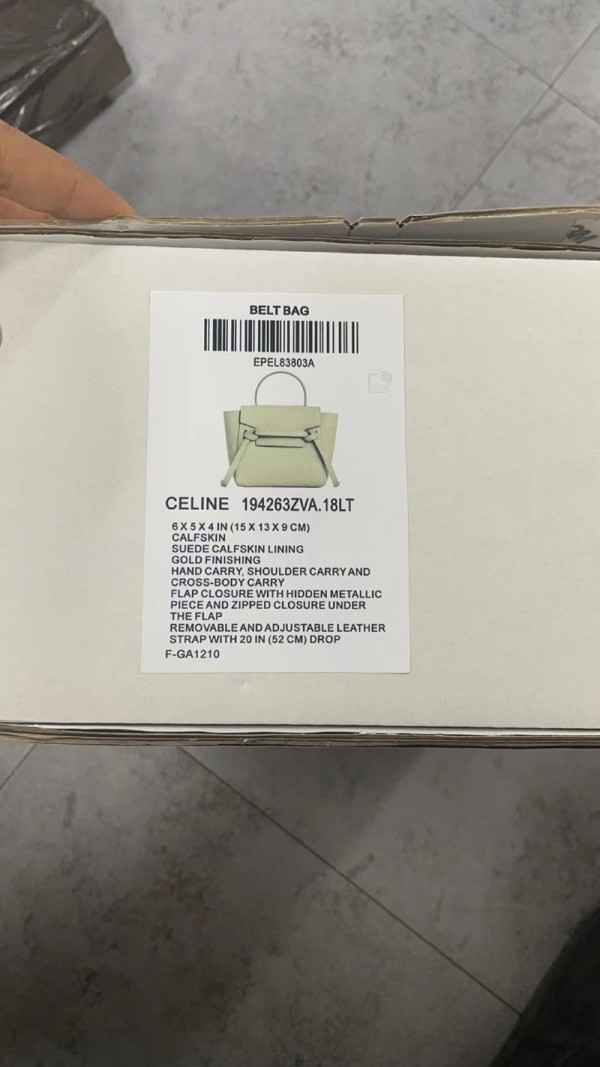 BELT BAG
EPEL83803A
CELINE 194263ZVA.18LT
6 X 5 X 4 IN (15 X 13 X 9 CM)
CALFSKIN
SUEDE CALFSKIN LINING
GOLD FINISHING
HAND CARRY, SHOULDER CARRY AND
CROSS-BODY CARRY
FLAP CLOSURE WITH HIDDEN METALLIC
PIECE AND ZIPPED CLOSURE UNDER
THE FLAP
REMOVABLE AND ADJUSTABLE LEATHER
STRAP WITH 20 IN (52 CM) DROP
F-GA1210